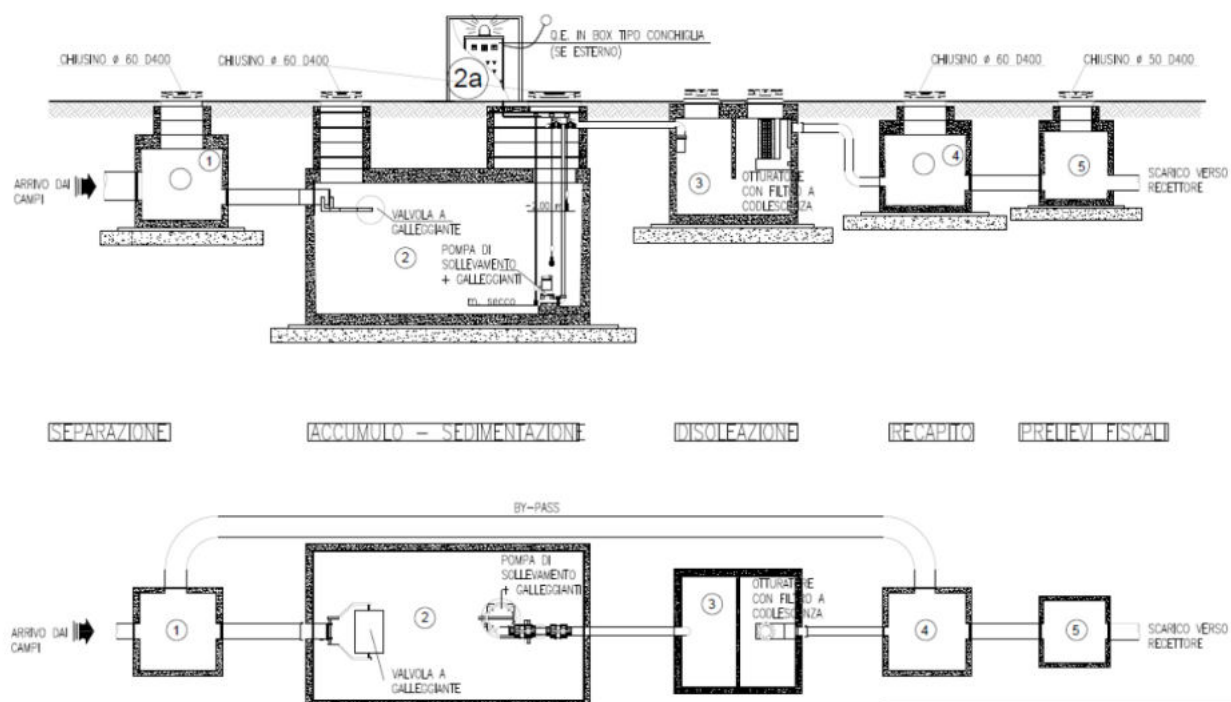 Q.E. IN BOX TIPO CONCHIGLIA
(SE ESTERNO)
CHIUSINO ø 60 D400
CHIUSINO ø 60 D400
CHIUSINO ø 60 D400
CHIUSINO ø 50 D400
2a
1
ARRIVO DAI
CAMPI
VALVOLA A
GALLEGGIANTE
2
POMPA DI
SOLLEVAMENTO
+ GALLEGGIANTI
m. secco
3
OTTURATORE
CON FILTRO A
COOLESCENZA
4
5
SCARICO VERSO
RECETTORE
SEPARAZIONE
ACCUMULO - SEDIMENTAZIONE
DISOLEAZIONE
RECAPITO
PRELIEVI FISCALI
BY-PASS
ARRIVO DAI
CAMPI
1
VALVOLA A
GALLEGGIANTE
2
POMPA DI
SOLLEVAMENTO
+ GALLEGGIANTI
3
OTTURATORE
CON FILTRO A
COOLESCENZA
4
5
SCARICO VERSO
RECETTORE